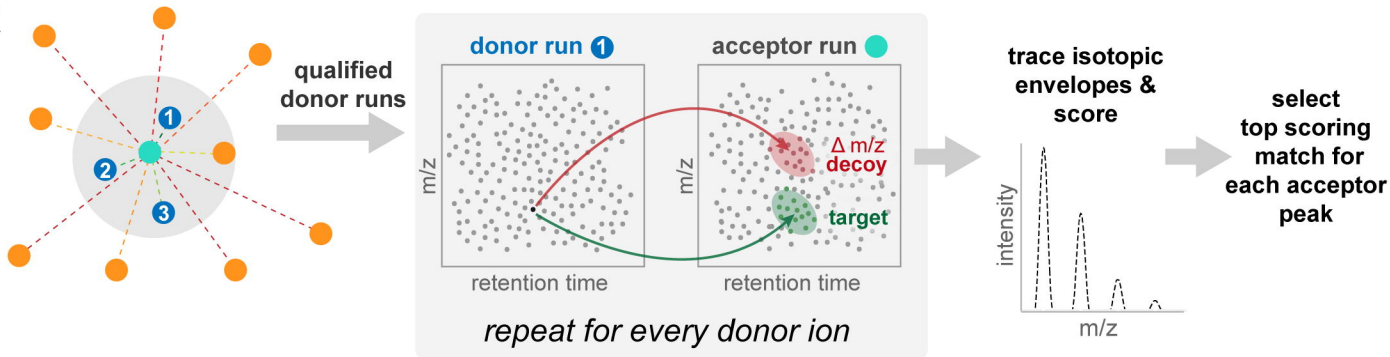 1
2
3
qualified
donor runs
donor run 1
m/z
retention time
acceptor run
m/z
Δ m/z
decoy
target
retention time
repeat for every donor ion
trace isotopic
envelopes &
score
intensity
m/z
select
top scoring
match for
each acceptor
peak